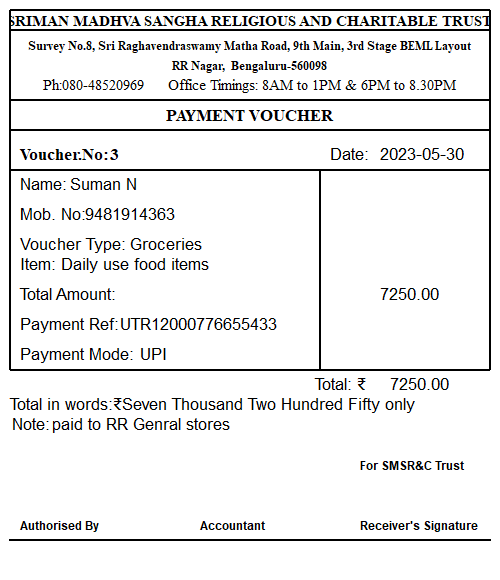 SRIMAN MADHVA SANGHA RELIGIOUS AND CHARITABLE TRUST
Survey No.8, Sri Raghavendraswamy Matha Road, 9th Main, 3rd Stage BEML Layout
RR Nagar, Bengaluru-560098
Ph:080-48520969 Office Timings: 8AM to 1PM & 6PM to 8.30PM
PAYMENT VOUCHER
Voucher.No: 3 Date: 2023-05-30
Name: Suman N
Mob. No:9481914363
Voucher Type: Groceries
Item: Daily use food items
Total Amount: 7250.00
Payment Ref: UTR12000776655433
Payment Mode: UPI
Total: ₹ 7250.00
Total in words:₹Seven Thousand Two Hundred Fifty only
Note: paid to RR Genral stores
For SMSR&C Trust
Authorised By Accountant Receiver's Signature